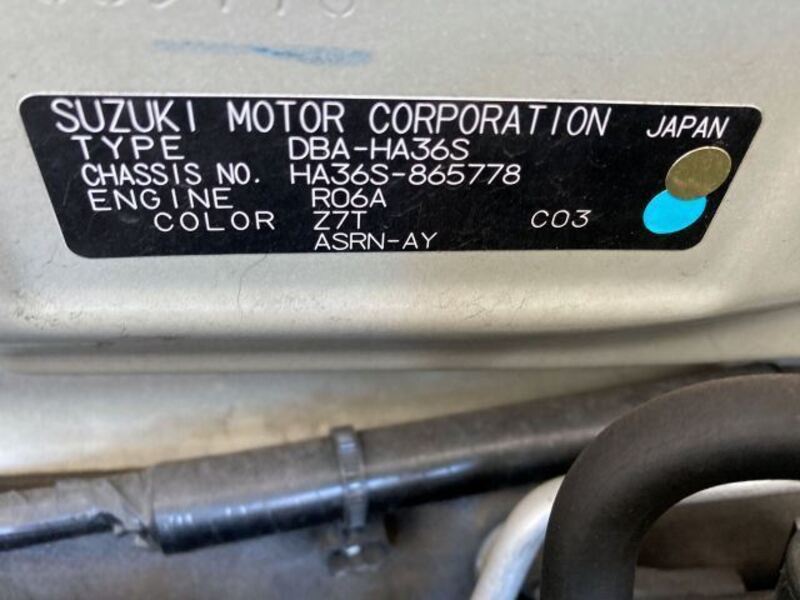 SUZUKI MOTOR CORPORATION JAPAN
TYPE DBA-HA36S
CHASSIS NO. HA36S-865778
ENGINE R06A
COLOR Z7T C03
ASRN-AY